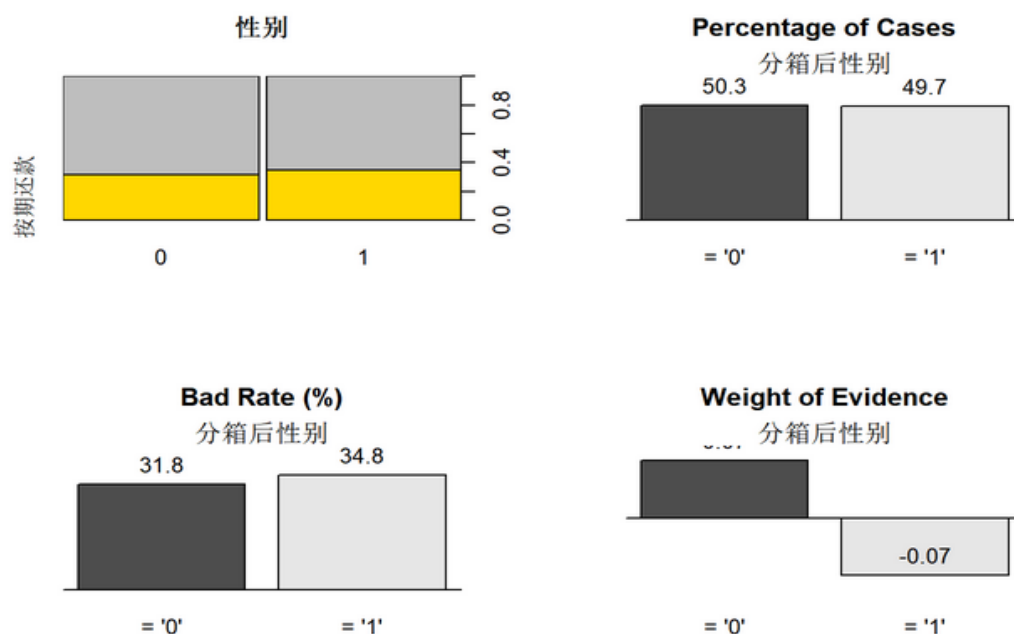 性别
按期还款
0.0
0.4
0.8
0
1
Percentage of Cases
分箱后性别
50.3
49.7
= '0'
= '1'
Bad Rate (%)
分箱后性别
31.8
34.8
= '0'
= '1'
Weight of Evidence
分箱后性别
-0.07
= '0'
= '1'